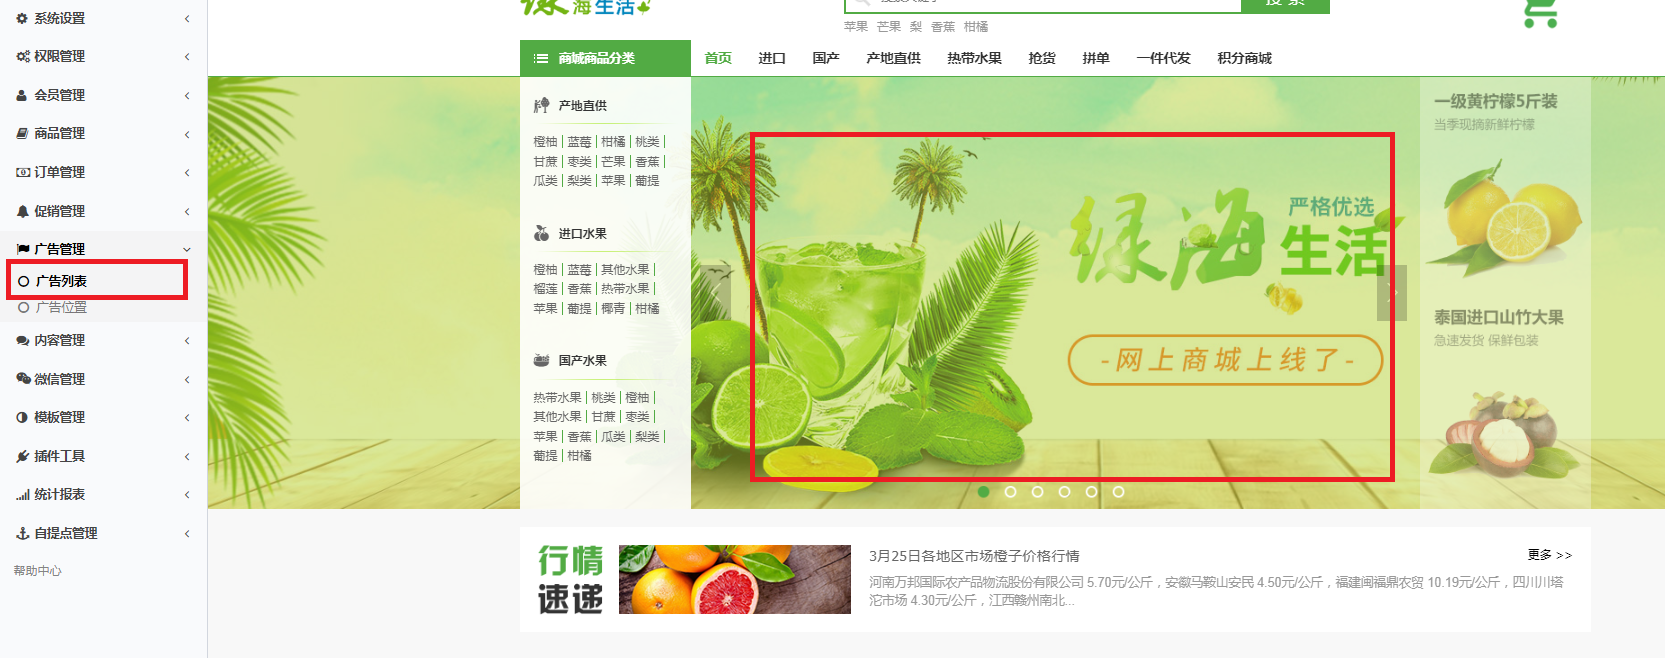 系统设置
权限管理
会员管理
商品管理
订单管理
促销管理
广告管理
广告列表
广告位置
内容管理
微信管理
模板管理
插件工具
统计报表
自提点管理
帮助中心
绿海生活
搜 索
苹果 芒果 梨 香蕉 柑橘
商城商品分类
首页 进口 国产 产地直供 热带水果 抢货 拼单 一件代发 积分商城
产地直供
橙柚 | 蓝莓 | 柑橘 | 桃类 |
甘蔗 | 枣类 | 芒果 | 香蕉 |
瓜类 | 梨类 | 苹果 | 葡提
进口水果
橙柚 | 蓝莓 | 其他水果 |
榴莲 | 香蕉 | 热带水果 |
苹果 | 葡提 | 椰青 | 柑橘
国产水果
热带水果 | 桃类 | 橙柚 |
其他水果 | 甘蔗 | 枣类 |
苹果 | 香蕉 | 瓜类 | 梨类 |
葡提 | 柑橘
绿海
严格优选
生活
-网上商城上线了-
一级黄柠檬5斤装
当季现摘新鲜柠檬
泰国进口山竹大果
急速发货 保鲜包装
行情
速递
3月25日各地区市场橙子价格行情
更多 >>
河南万邦国际农产品物流股份有限公司 5.70元/公斤，安徽马鞍山安民 4.50元/公斤，福建闽福鼎农贸 10.19元/公斤，四川川塔
沱市场 4.30元/公斤，江西赣州南北...